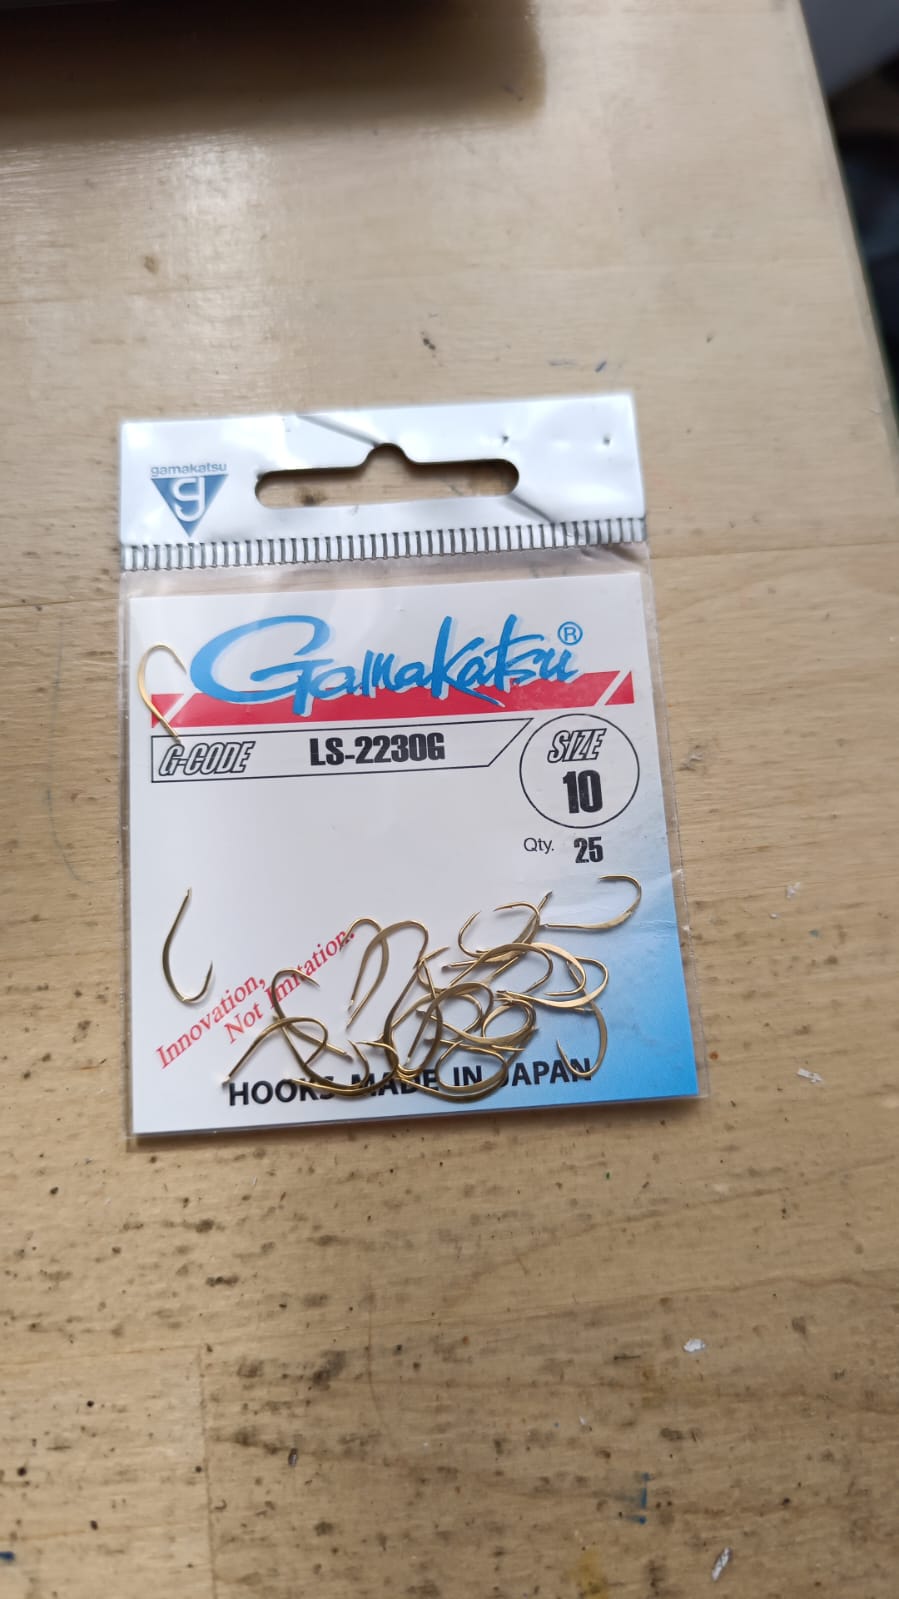 gamakatsu
g
Gamakatsu®
G-CODE LS-2230G
SIZE
10
Qty. 25
Innovation,
Not Imitation.
HOOKS MADE IN JAPAN